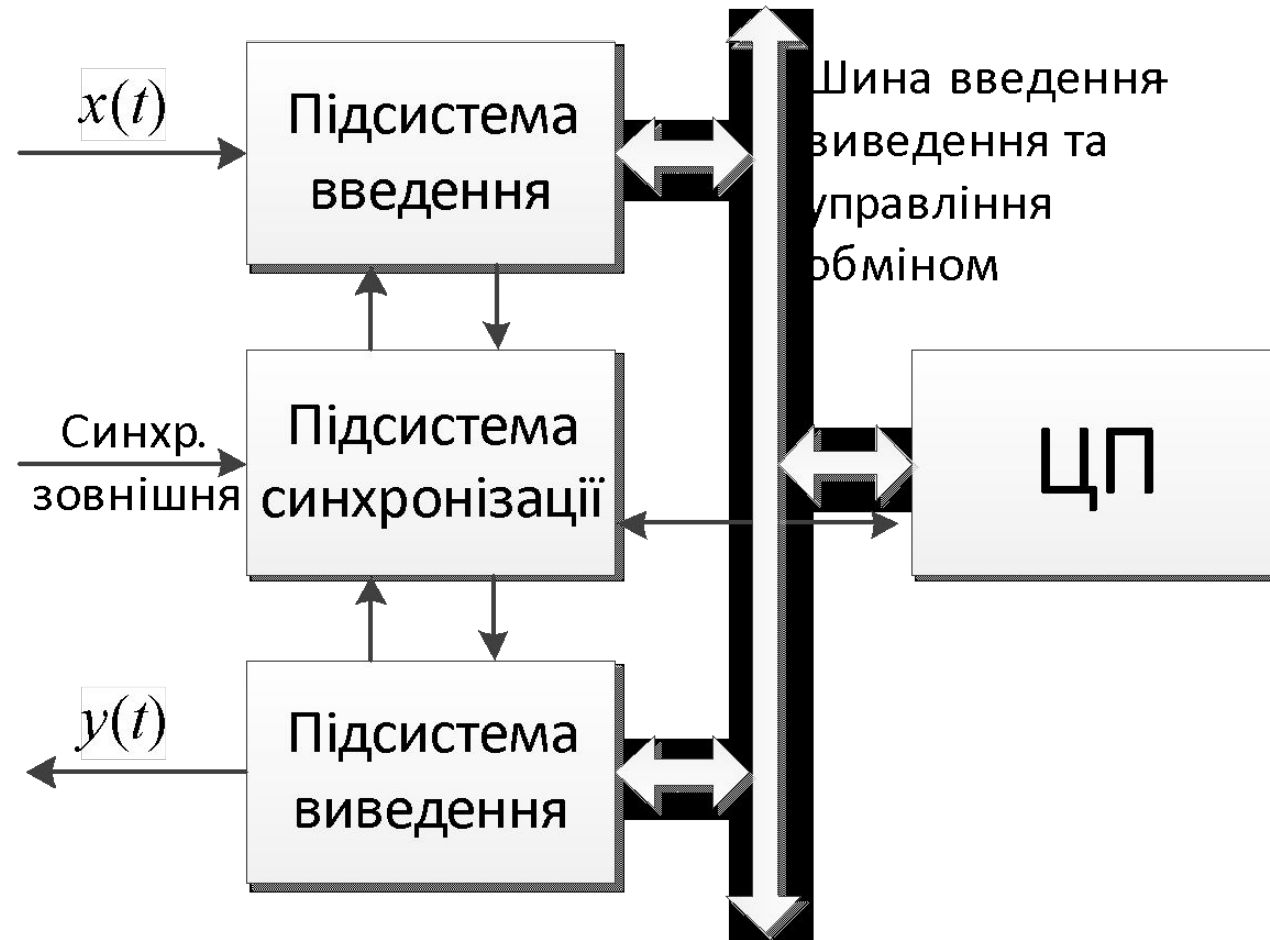 x(t)
Підсистема
введення
Шина введення-
виведення та
управління
обміном
Синхр.
зовнішня
Підсистема
синхронізації
ЦП
y(t)
Підсистема
виведення